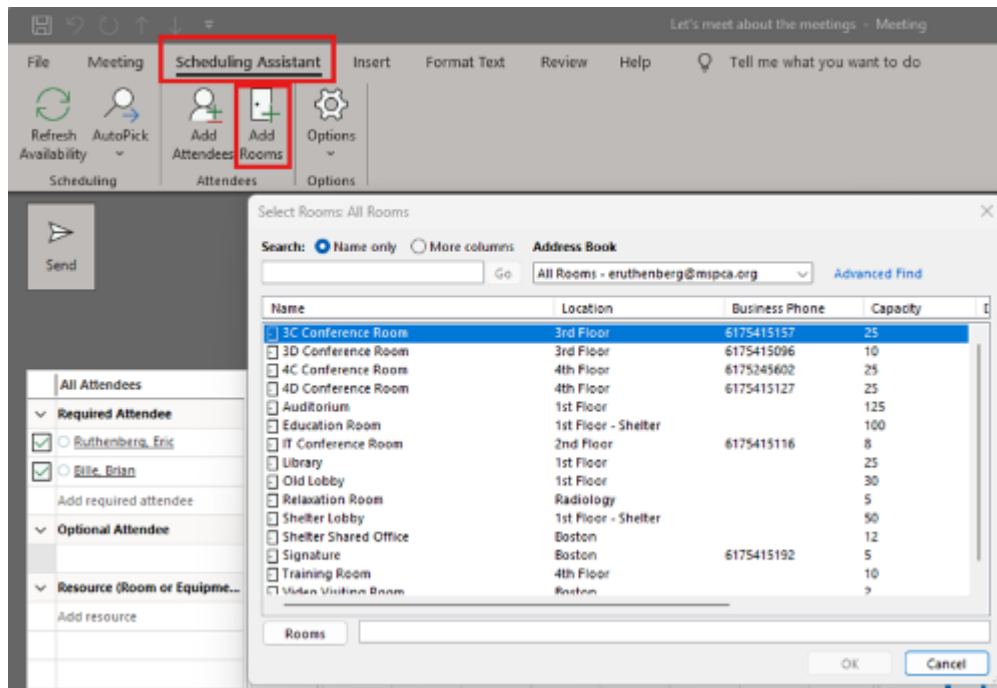 Let's meet about the meetings - Meeting
File Meeting Scheduling Assistant Insert Format Text Review Help Tell me what you want to do
Refresh Availability AutoPick Add Attendees Add Rooms Options
Scheduling Attendees Options
Send
Select Rooms: All Rooms
Search: Name only More columns Address Book
Go All Rooms - eruthenberg@mspca.org Advanced Find
Name Location Business Phone Capacity
3C Conference Room 3rd Floor 6175415157 25
3D Conference Room 3rd Floor 6175415096 10
4C Conference Room 4th Floor 6175245602 25
4D Conference Room 4th Floor 6175415127 25
Auditorium 1st Floor 125
Education Room 1st Floor - Shelter 100
IT Conference Room 2nd Floor 6175415116 8
Library 1st Floor 25
Old Lobby 1st Floor 30
Relaxation Room Radiology 5
Shelter Lobby 1st Floor - Shelter 50
Shelter Shared Office Boston 12
Signature Boston 6175415192 5
Training Room 4th Floor 10
Video Visiting Room Boston 2
Rooms
OK Cancel
All Attendees
Required Attendee
Ruthenberg, Eric
Bille, Brian
Add required attendee
Optional Attendee
Resource (Room or Equipme...
Add resource